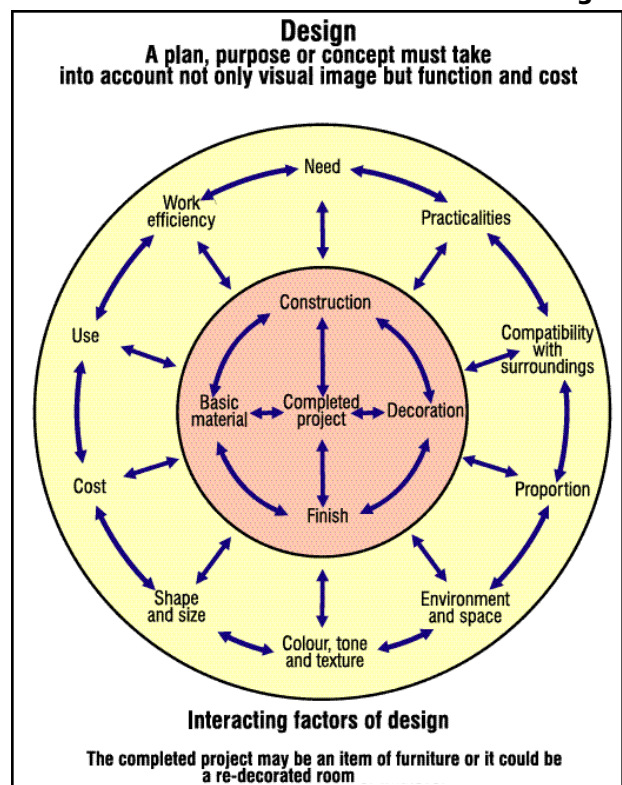 Design
A plan, purpose or concept must take
into account not only visual image but function and cost
Need
Work
efficiency
Practicalities
Construction
Use
Compatibility
with
surroundings
Basic
material
Completed
project
Decoration
Cost
Proportion
Finish
Shape
and size
Environment
and space
Colour, tone
and texture
Interacting factors of design
The completed project may be an item of furniture or it could be
a re-decorated room